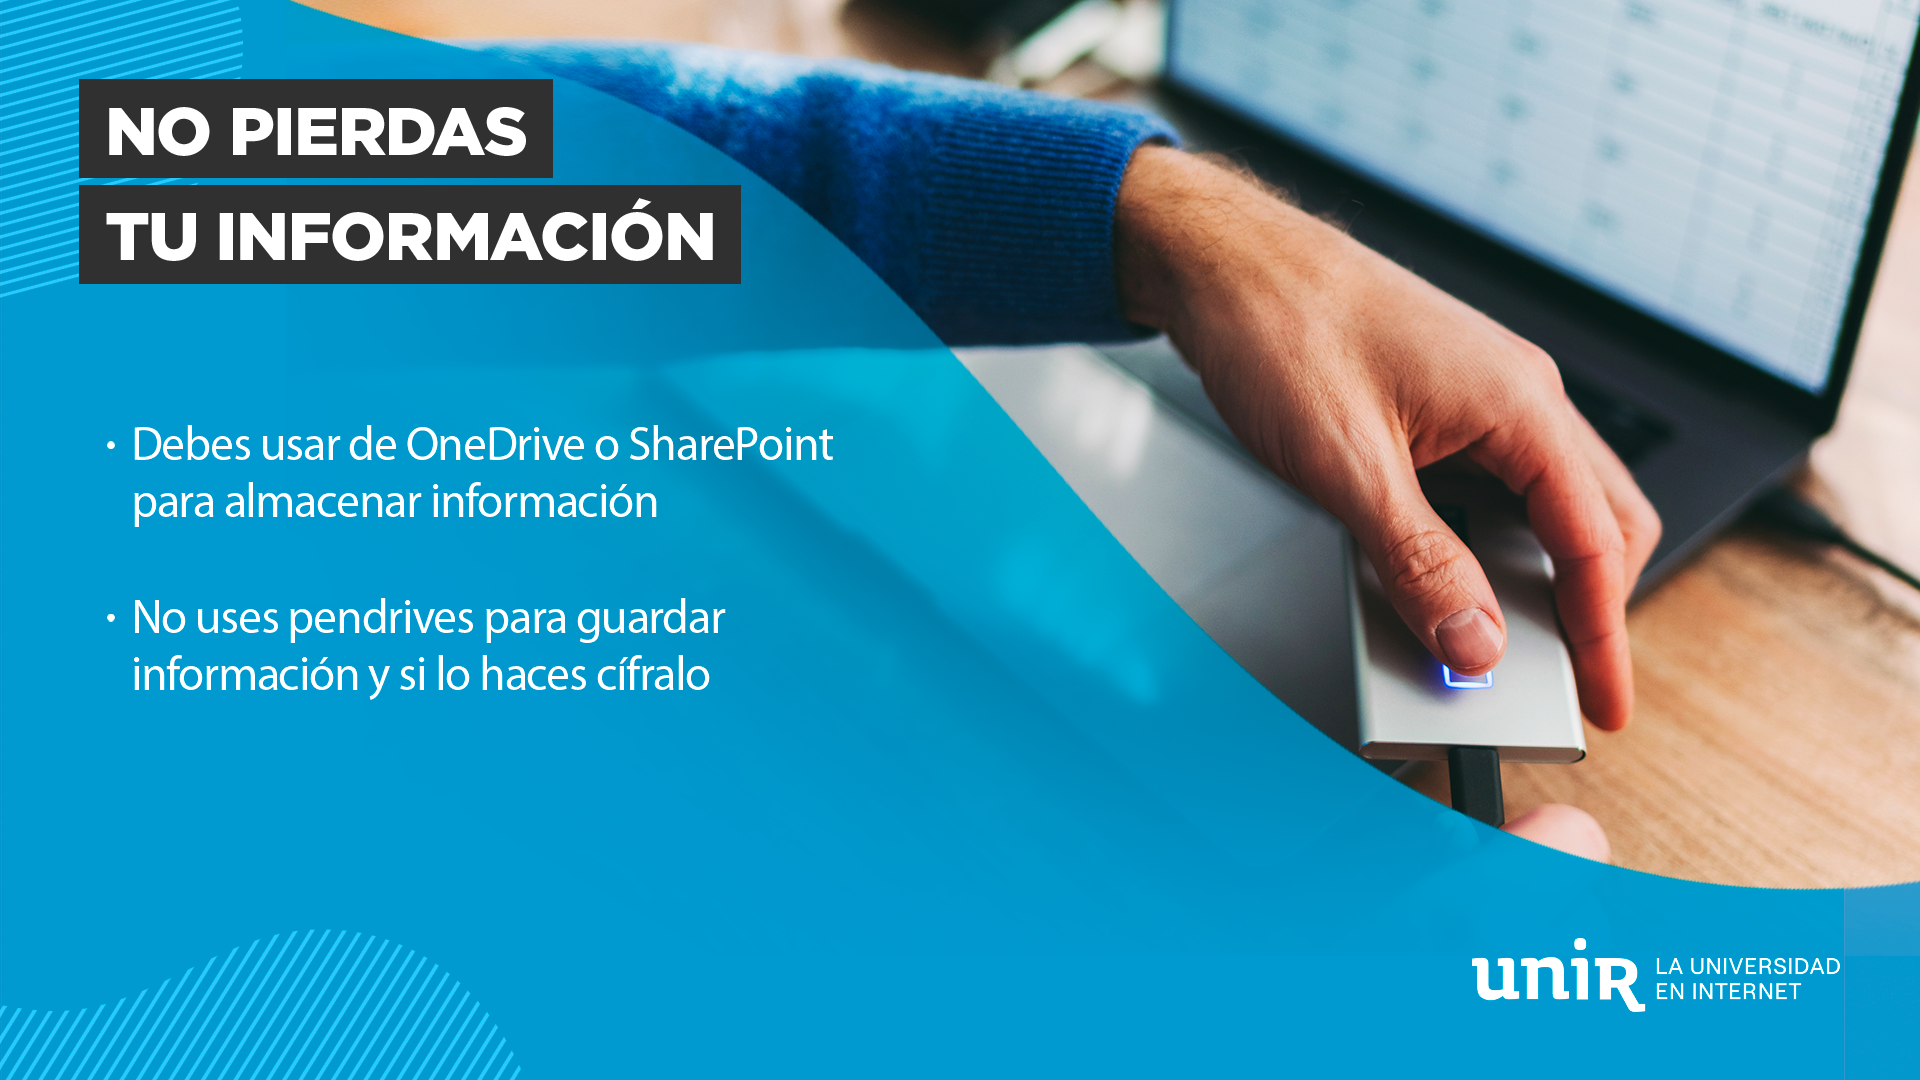 NO PIERDAS
TU INFORMACIÓN
• Debes usar de OneDrive o SharePoint
para almacenar información
• No uses pendrives para guardar
información y si lo haces cífralo
unir LA UNIVERSIDAD
EN INTERNET